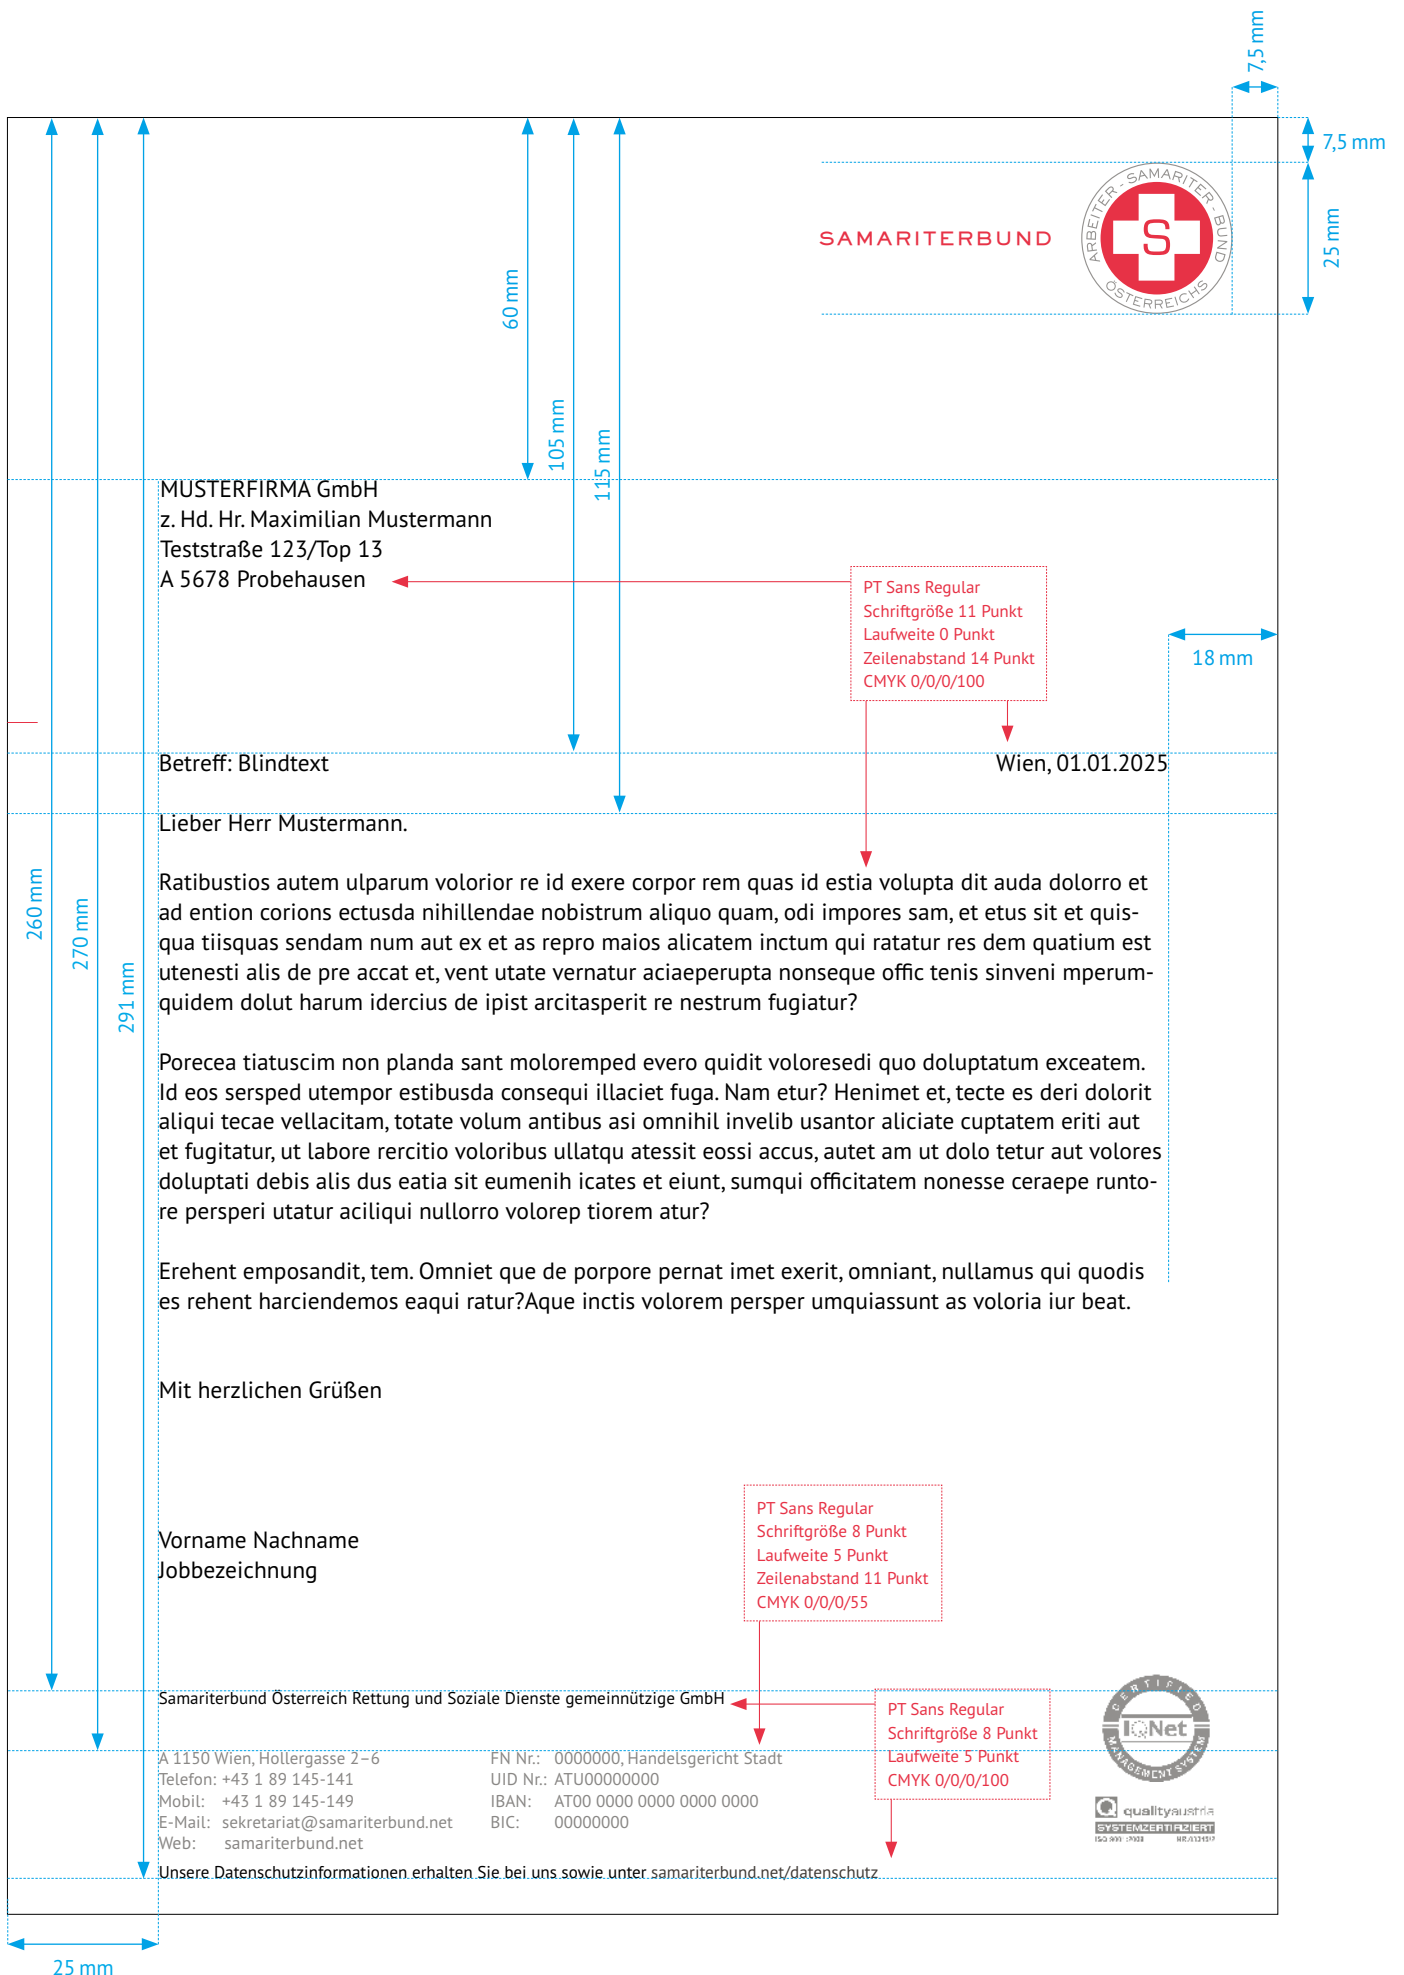 7,5 mm
7,5 mm
ARBEITER - SAMARITER - BUND
ÖSTERREICHS
S
SAMARITERBUND
25 mm
60 mm
105 mm
115 mm
MUSTERFIRMA GmbH
z. Hd. Hr. Maximilian Mustermann
Teststraße 123/Top 13
A 5678 Probehausen
PT Sans Regular
Schriftgröße 11 Punkt
Laufweite 0 Punkt
Zeilenabstand 14 Punkt
CMYK 0/0/0/100
18 mm
Betreff: Blindtext
Wien, 01.01.2025
Lieber Herr Mustermann.
260 mm
270 mm
291 mm
Ratibustios autem ulparum volorior re id exere corpor rem quas id estia volupta dit auda dolorro et
ad ention corions ectusda nihillendae nobistrum aliquo quam, odi impores sam, et etus sit et quis-
qua tiisquas sendam num aut ex et as repro maios alicatem inctum qui ratatur res dem quatium est
utenesti alis de pre accat et, vent utate vernatur aciaeperupta nonseque offic tenis sinveni mperum-
quidem dolut harum idercius de ipist arcitasperit re nestrum fugiatur?
Porecea tiatuscim non planda sant moloremped evero quidit voloresedi quo doluptatum exceatem.
Id eos sersped utempor estibusda consequi illaciet fuga. Nam etur? Henimet et, tecte es deri dolorit
aliqui tecae vellacitam, totate volum antibus asi omnihil invelib usantor aliciate cuptatem eriti aut
et fugitatur, ut labore rercitio voloribus ullatqu atessit eossi accus, autet am ut dolo tetur aut volores
doluptati debis alis dus eatia sit eumenih icates et eiunt, sumqui officitatem nonesse ceraepe runto-
re persperi utatur aciliqui nullorro volorep tiorem atur?
Erehent emposandit, tem. Omniet que de porpore pernat imet exerit, omniant, nullamus qui quodis
es rehent harciendemos eaqui ratur?Aque inctis volorem persper umquiassunt as voloria iur beat.
Mit herzlichen Grüßen
PT Sans Regular
Schriftgröße 8 Punkt
Laufweite 5 Punkt
Zeilenabstand 11 Punkt
CMYK 0/0/0/55
Vorname Nachname
Jobbezeichnung
Samariterbund Österreich Rettung und Soziale Dienste gemeinnützige GmbH
PT Sans Regular
Schriftgröße 8 Punkt
Laufweite 5 Punkt
CMYK 0/0/0/100
CERTIFIED
IQNet
MANAGEMENT SYSTEM
A 1150 Wien, Hollergasse 2–6
Telefon: +43 1 89 145-141
Mobil: +43 1 89 145-149
E-Mail: sekretariat@samariterbund.net
Web: samariterbund.net
FN Nr.: 0000000, Handelsgericht Stadt
UID Nr.: ATU00000000
IBAN: AT00 0000 0000 0000 0000
BIC: 00000000
Q qualityaustria
SYSTEMZERTIFIZIERT
Unsere Datenschutzinformationen erhalten Sie bei uns sowie unter samariterbund.net/datenschutz
25 mm